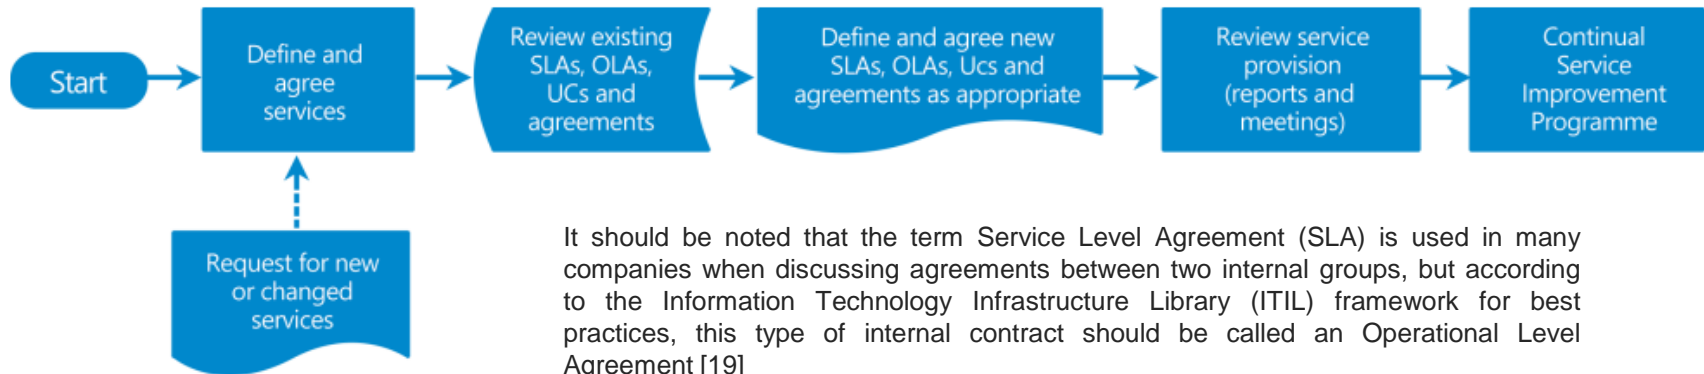 Start
Define and
agree
services
Review existing
SLAs, OLAs,
UCs and
agreements
Define and agree new
SLAs, OLAs, Ucs and
agreements as appropriate
Review service
provision
(reports and
meetings)
Continual
Service
Improvement
Programme
Request for new
or changed
services
It should be noted that the term Service Level Agreement (SLA) is used in many
companies when discussing agreements between two internal groups, but according
to the Information Technology Infrastructure Library (ITIL) framework for best
practices, this type of internal contract should be called an Operational Level
Agreement [19]